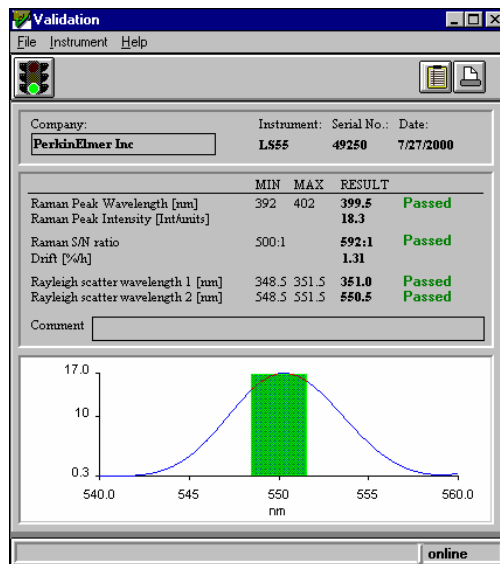 Validation
File Instrument Help
Company: Instrument: Serial No.: Date:
PerkinElmer Inc LS55 49250 7/27/2000
MIN MAX RESULT
Raman Peak Wavelength [nm] 392 402 399.5 Passed
Raman Peak Intensity [Int/units] 18.3
Raman S/N ratio 500:1 592:1 Passed
Drift [%/h] 1.31
Rayleigh scatter wavelength 1 [nm] 348.5 351.5 351.0 Passed
Rayleigh scatter wavelength 2 [nm] 548.5 551.5 550.5 Passed
Comment
17.0
10
0.3
540.0 545 550 555 560.0
nm
online